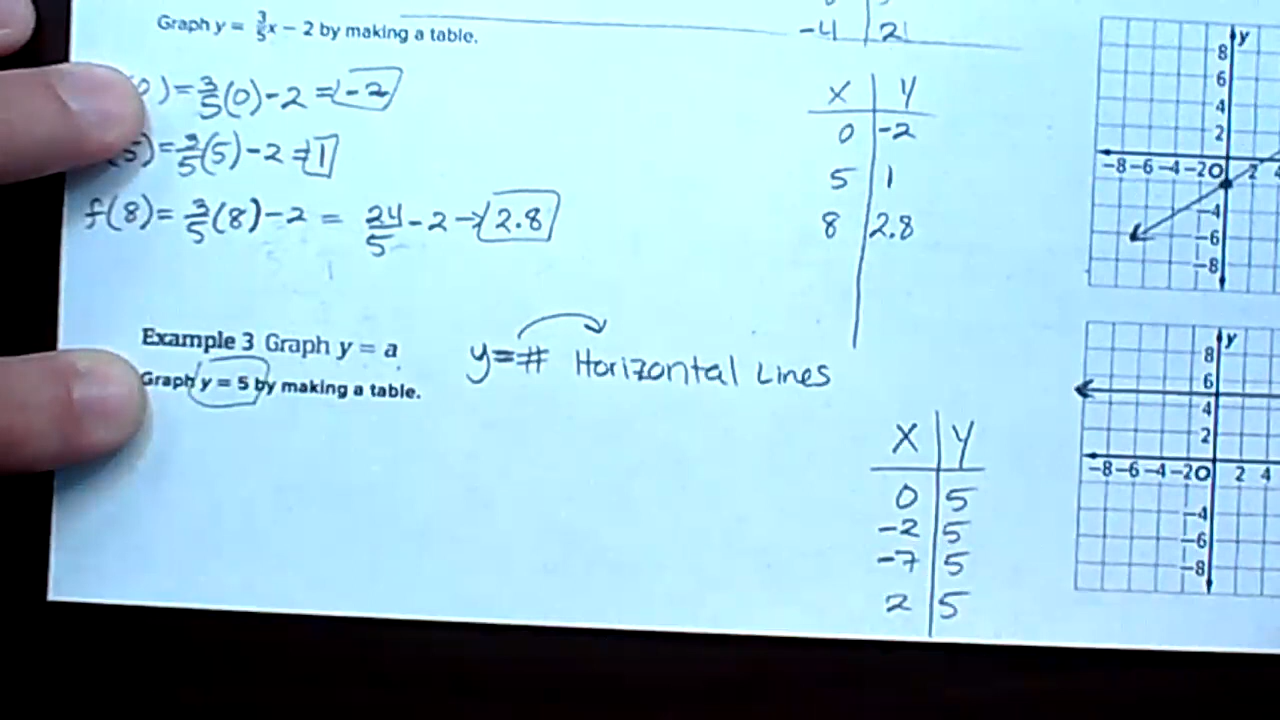 -4 | 2
Graph y = 3/5 x – 2 by making a table.
0) = 3/5(0) - 2 = -2
5) = 3/5(5) - 2 = 1
f(8) = 3/5(8) - 2 = 24/5 - 2 → 2.8
X | Y
0 | -2
5 | 1
8 | 2.8
y
8
6
4
2
-8 -6 -4 -2 O 2 4
-4
-6
-8
Example 3 Graph y = a
Graph y = 5 by making a table.
y = # Horizontal Lines
X | Y
0 | 5
-2 | 5
-7 | 5
2 | 5
y
8
6
4
2
-8 -6 -4 -2 O 2 4
-4
-6
-8